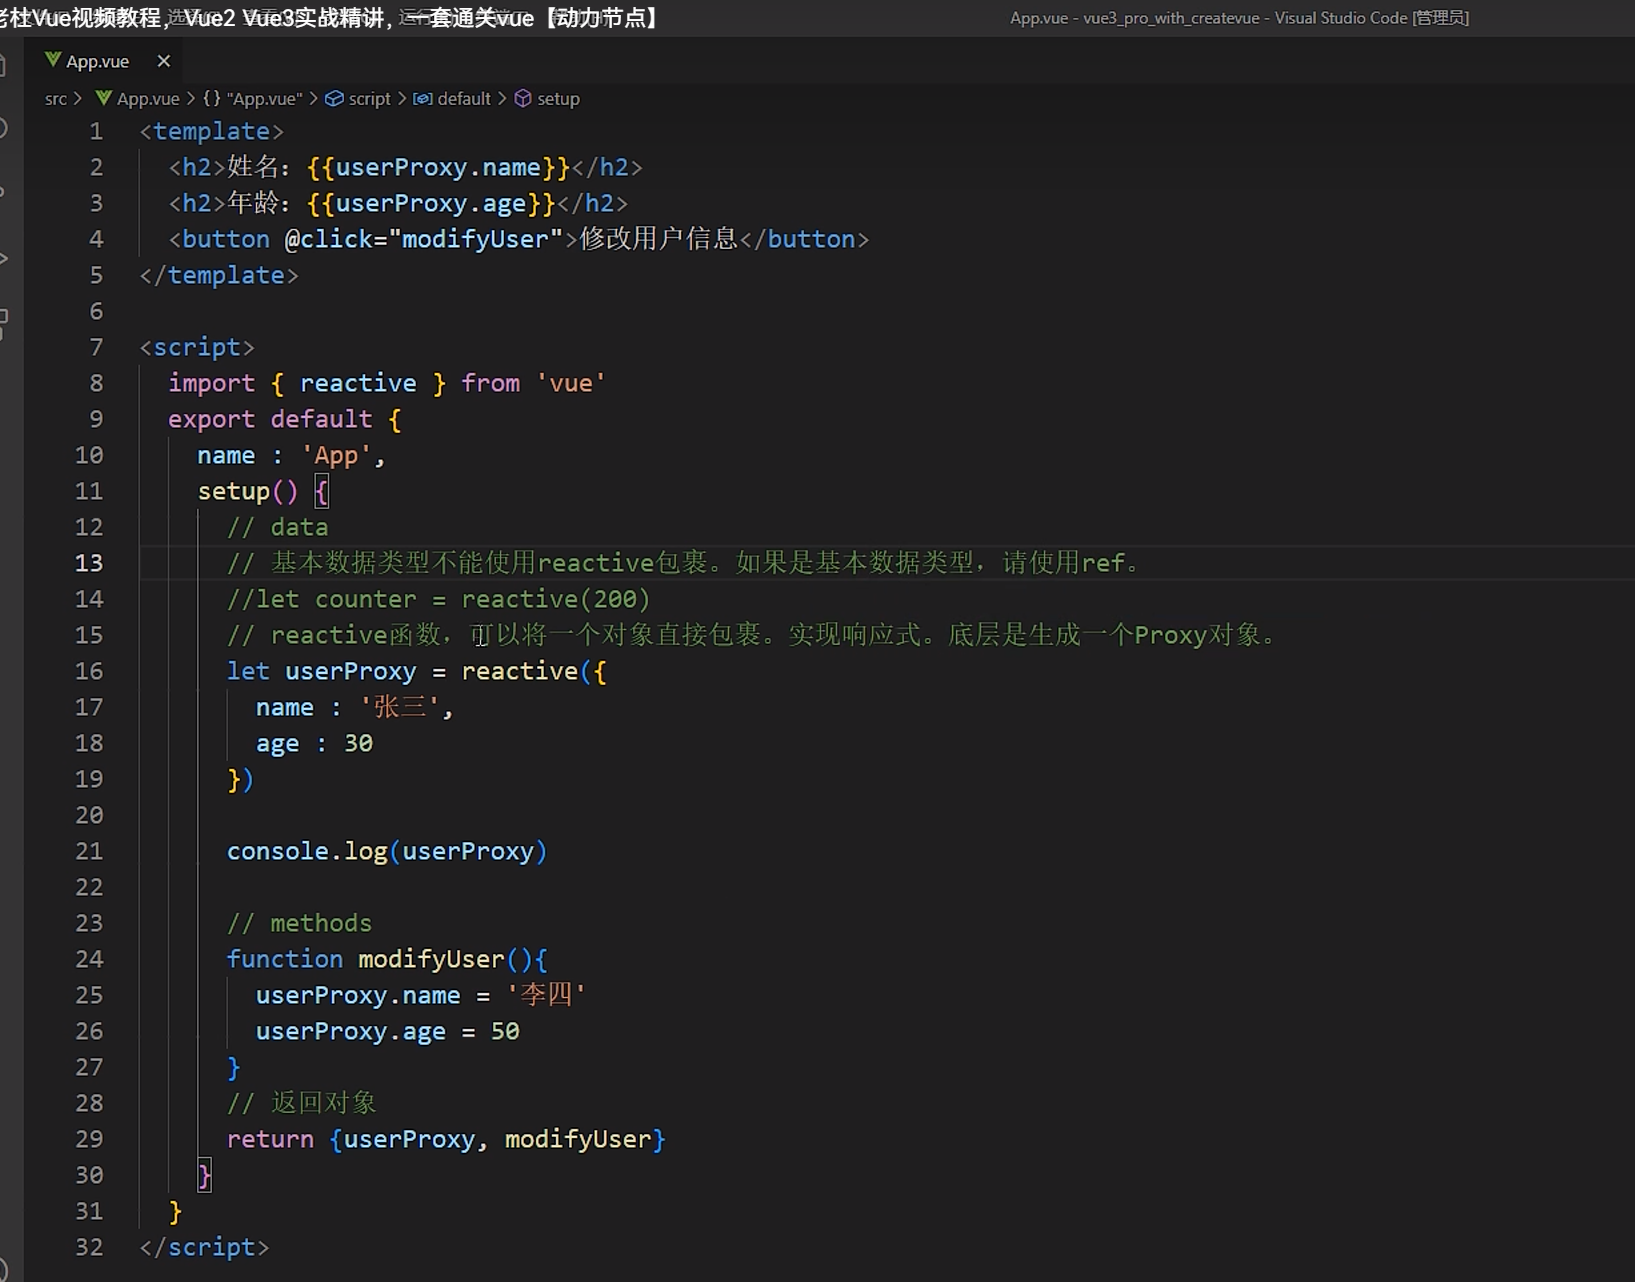 老杜Vue视频教程，Vue2 Vue3实战精讲，一套通关vue【动力节点】
App.vue - vue3_pro_with_createvue - Visual Studio Code [管理员]
App.vue ×
src > App.vue > {} "App.vue" > script > default > setup
1 <template>
2 <h2>姓名：{{userProxy.name}}</h2>
3 <h2>年龄：{{userProxy.age}}</h2>
4 <button @click="modifyUser">修改用户信息</button>
5 </template>
6
7 <script>
8 import { reactive } from 'vue'
9 export default {
10 name : 'App',
11 setup() {
12 // data
13 // 基本数据类型不能使用reactive包裹。如果是基本数据类型，请使用ref。
14 //let counter = reactive(200)
15 // reactive函数，可以将一个对象直接包裹。实现响应式。底层是生成一个Proxy对象。
16 let userProxy = reactive({
17 name : '张三',
18 age : 30
19 })
20
21 console.log(userProxy)
22
23 // methods
24 function modifyUser(){
25 userProxy.name = '李四'
26 userProxy.age = 50
27 }
28 // 返回对象
29 return {userProxy, modifyUser}
30 }
31 }
32 </script>